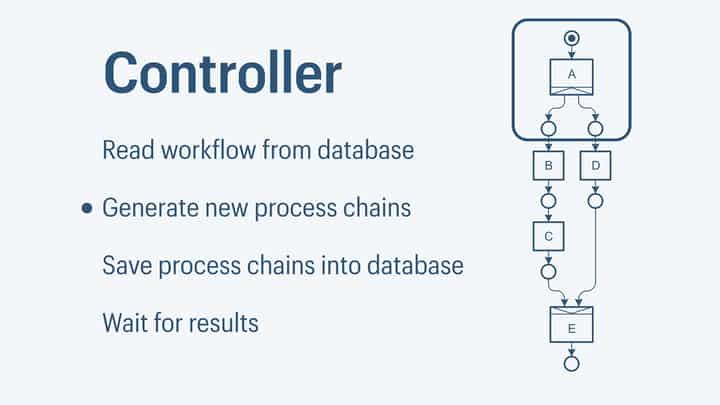 Controller
Read workflow from database
Generate new process chains
Save process chains into database
Wait for results
A
B
D
C
E